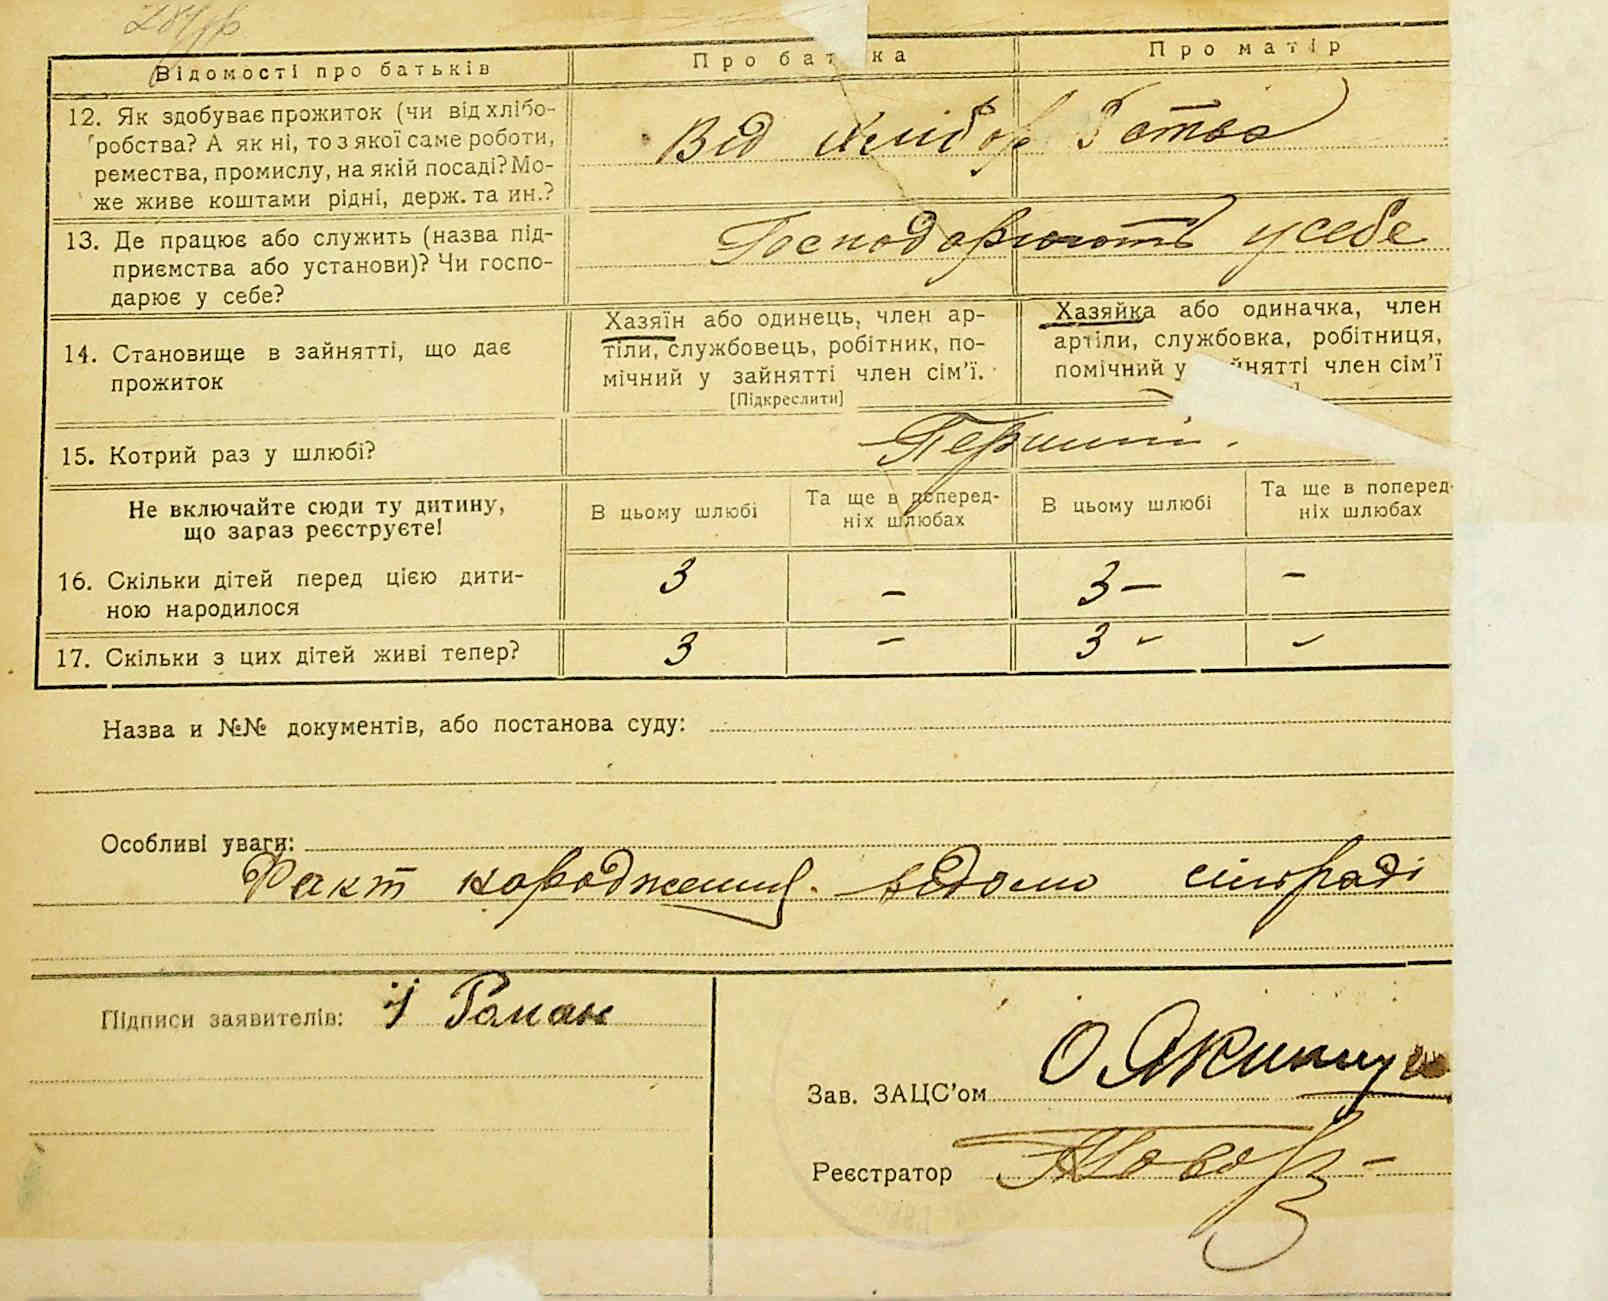 Відомості про батьків
Про батька
Про матір
12. Як здобуває прожиток (чи від хлібо-
робства? А як ні, то з якої саме роботи,
ремества, промислу, на якій посаді? Мо-
же живе коштами рідні, держ. та ин.?
Від хліборобства
13. Де працює або служить (назва під-
приємства або установи)? Чи госпо-
дарює у себе?
Господарюють у себе
14. Становище в зайнятті, що дає
прожиток
Хазяїн або одинець, член ар-
тіли, службовець, робітник, по-
мічний у зайнятті член сім'ї.
[Підкреслити]
Хазяйка або одиначка, член
артіли, службовка, робітниця,
помічний у зайнятті член сім'ї
15. Котрий раз у шлюбі?
Перший.
Не включайте сюди ту дитину,
що зараз реєструєте!
В цьому шлюбі
Та ще в поперед-
ніх шлюбах
В цьому шлюбі
Та ще в поперед-
ніх шлюбах
16. Скільки дітей перед цією дити-
ною народилося
3 – 3 – –
17. Скільки з цих дітей живі тепер?
3 – 3 – –
Назва и №№ документів, або постанова суду:
Особливі уваги:
Факт народження відомо сільраді
Підписи заявителів: Роман
Зав. ЗАЦС'ом
Реєстратор